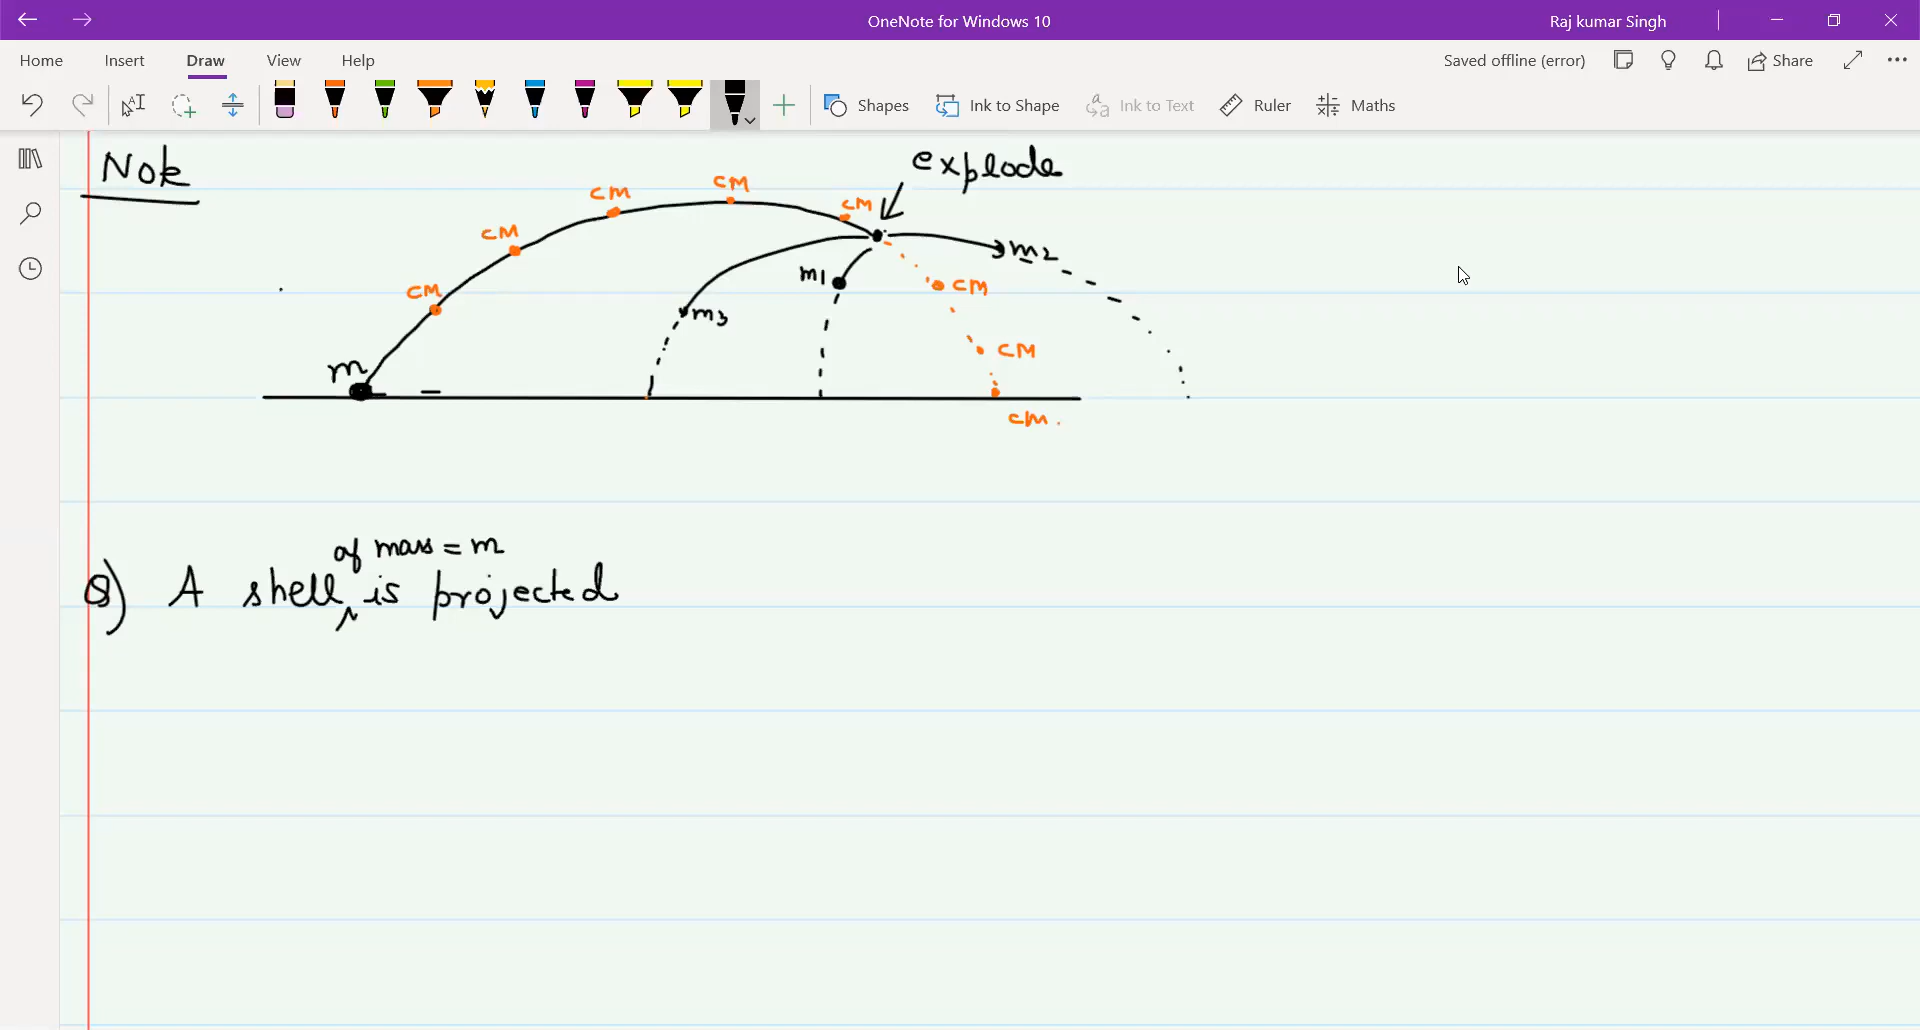 OneNote for Windows 10
Raj kumar Singh
Home Insert Draw View Help
Saved offline (error)
Share
Shapes
Ink to Shape
Ink to Text
Ruler
Maths
Note
explode
CM
CM
CM
CM
CM
m2
m1
CM
m3
CM
m
CM.
of mass = m
Q) A shell is projected